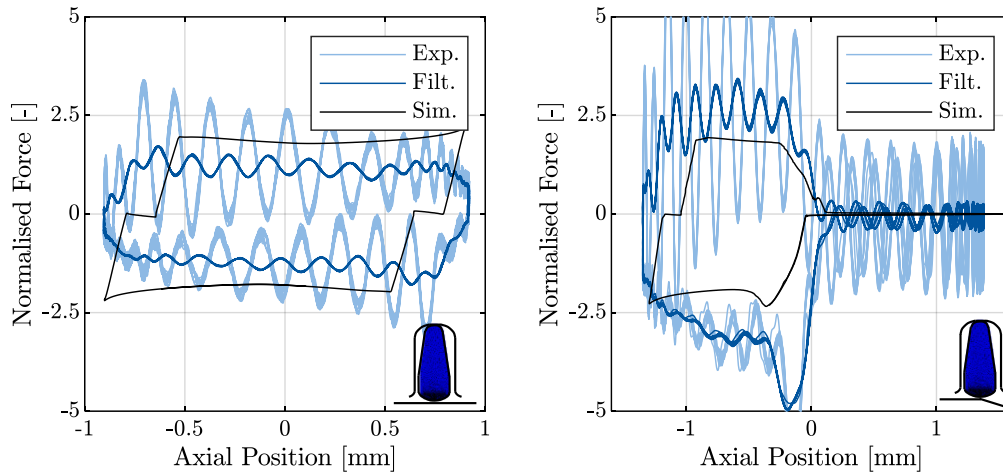 5
2.5
0
-2.5
-5
-1
-0.5
0
0.5
1
Normalised Force [-]
Axial Position [mm]
Exp.
Filt.
Sim.
5
2.5
0
-2.5
-5
-1
0
1
Normalised Force [-]
Axial Position [mm]
Exp.
Filt.
Sim.